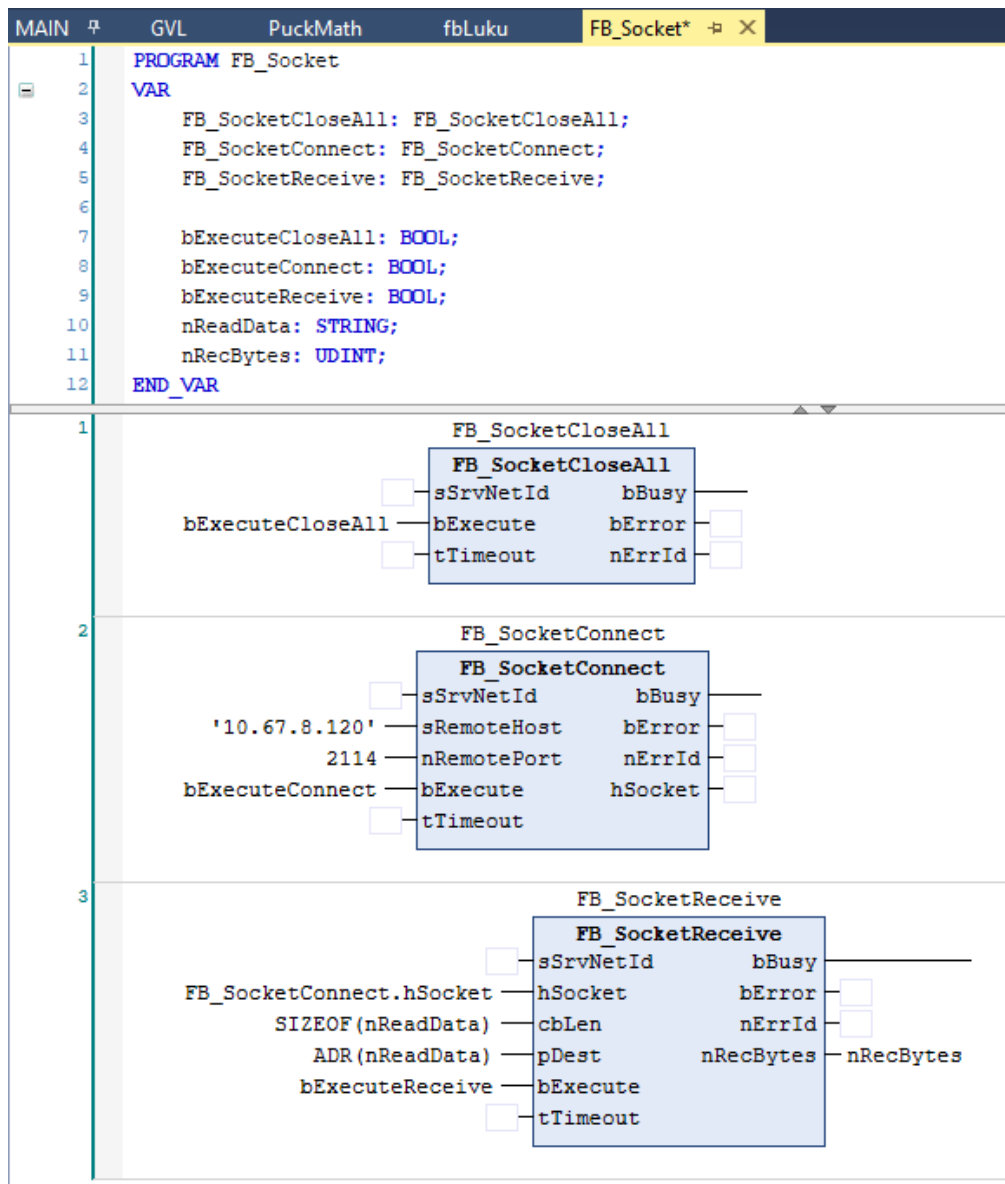 MAIN GVL PuckMath fbLuku FB_Socket*
1 PROGRAM FB_Socket
2 VAR
3 FB_SocketCloseAll: FB_SocketCloseAll;
4 FB_SocketConnect: FB_SocketConnect;
5 FB_SocketReceive: FB_SocketReceive;
6
7 bExecuteCloseAll: BOOL;
8 bExecuteConnect: BOOL;
9 bExecuteReceive: BOOL;
10 nReadData: STRING;
11 nRecBytes: UDINT;
12 END_VAR
1 FB_SocketCloseAll
FB_SocketCloseAll
sSrvNetId bBusy
bExecuteCloseAll bExecute bError
tTimeout nErrId
2 FB_SocketConnect
FB_SocketConnect
sSrvNetId bBusy
'10.67.8.120' sRemoteHost bError
2114 nRemotePort nErrId
bExecuteConnect bExecute hSocket
tTimeout
3 FB_SocketReceive
FB_SocketReceive
sSrvNetId bBusy
FB_SocketConnect.hSocket hSocket bError
SIZEOF(nReadData) cbLen nErrId
ADR(nReadData) pDest nRecBytes nRecBytes
bExecuteReceive bExecute
tTimeout